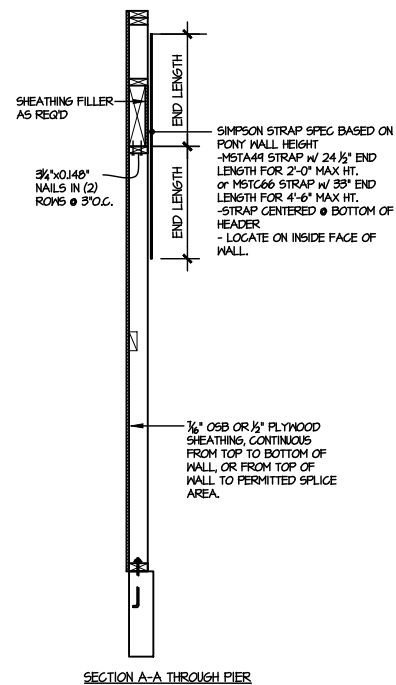 SHEATHING FILLER
AS REQ'D
END LENGTH
SIMPSON STRAP SPEC BASED ON
PONY WALL HEIGHT
-MSTA49 STRAP W/ 24 1/2" END
LENGTH FOR 2'-0" MAX HT.
or MSTC66 STRAP W/ 33" END
LENGTH FOR 4'-6" MAX HT.
-STRAP CENTERED @ BOTTOM OF
HEADER
- LOCATE ON INSIDE FACE OF
WALL.
3 1/4"x0.148"
NAILS IN (2)
ROWS @ 3"O.C.
END LENGTH
7/16" OSB OR 1/2" PLYWOOD
SHEATHING, CONTINUOUS
FROM TOP TO BOTTOM OF
WALL, OR FROM TOP OF
WALL TO PERMITTED SPLICE
AREA.
SECTION A-A THROUGH PIER